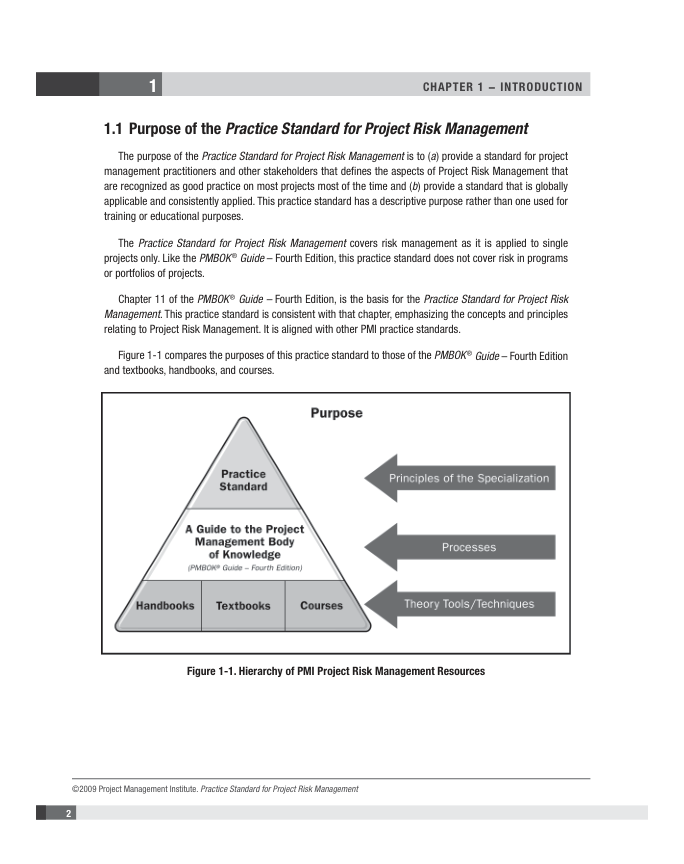 1
CHAPTER 1 – INTRODUCTION
1.1 Purpose of the Practice Standard for Project Risk Management
The purpose of the Practice Standard for Project Risk Management is to (a) provide a standard for project
management practitioners and other stakeholders that defines the aspects of Project Risk Management that
are recognized as good practice on most projects most of the time and (b) provide a standard that is globally
applicable and consistently applied. This practice standard has a descriptive purpose rather than one used for
training or educational purposes.
The Practice Standard for Project Risk Management covers risk management as it is applied to single
projects only. Like the PMBOK® Guide – Fourth Edition, this practice standard does not cover risk in programs
or portfolios of projects.
Chapter 11 of the PMBOK® Guide – Fourth Edition, is the basis for the Practice Standard for Project Risk
Management. This practice standard is consistent with that chapter, emphasizing the concepts and principles
relating to Project Risk Management. It is aligned with other PMI practice standards.
Figure 1-1 compares the purposes of this practice standard to those of the PMBOK® Guide – Fourth Edition
and textbooks, handbooks, and courses.
Purpose
Practice
Standard
Principles of the Specialization
A Guide to the Project
Management Body
of Knowledge
(PMBOK® Guide – Fourth Edition)
Processes
Handbooks
Textbooks
Courses
Theory Tools/Techniques
Figure 1-1. Hierarchy of PMI Project Risk Management Resources
©2009 Project Management Institute. Practice Standard for Project Risk Management
2